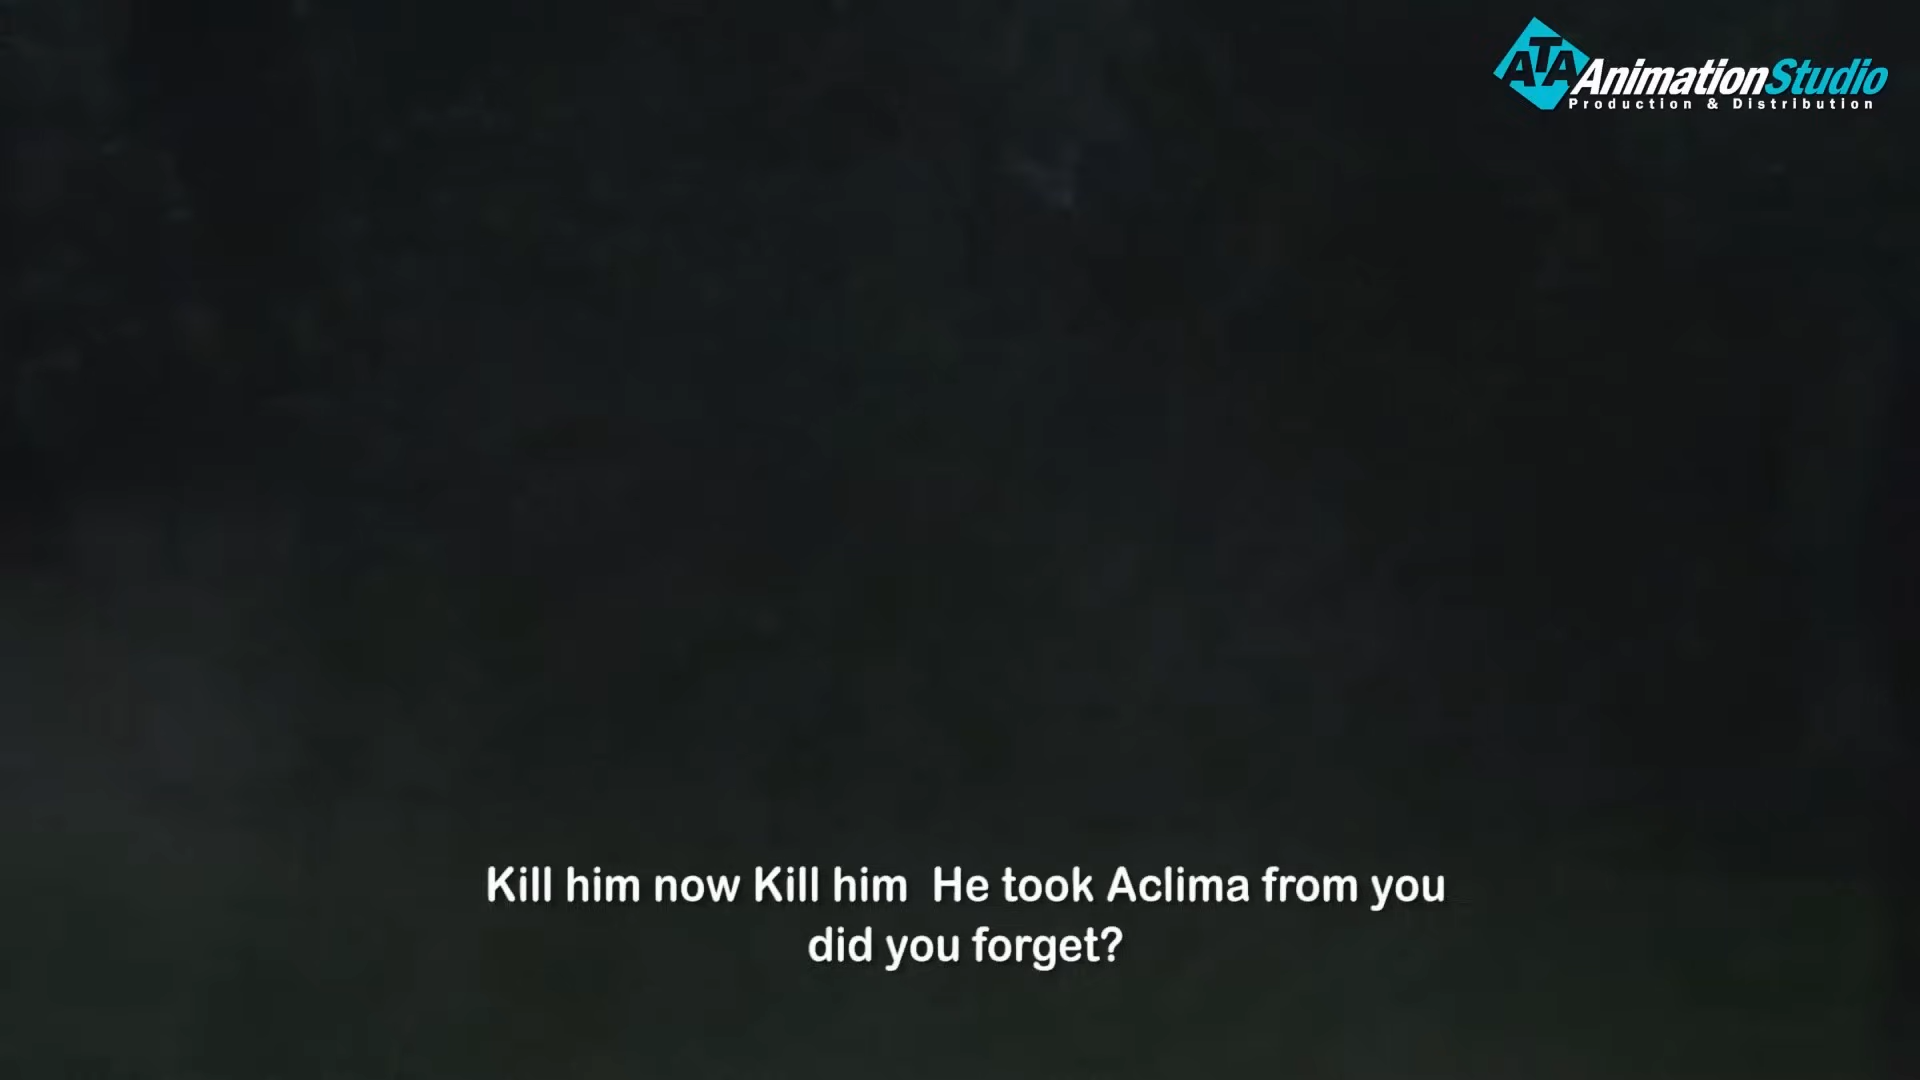 ATA AnimationStudio
Production & Distribution
Kill him now Kill him  He took Aclima from you
did you forget?